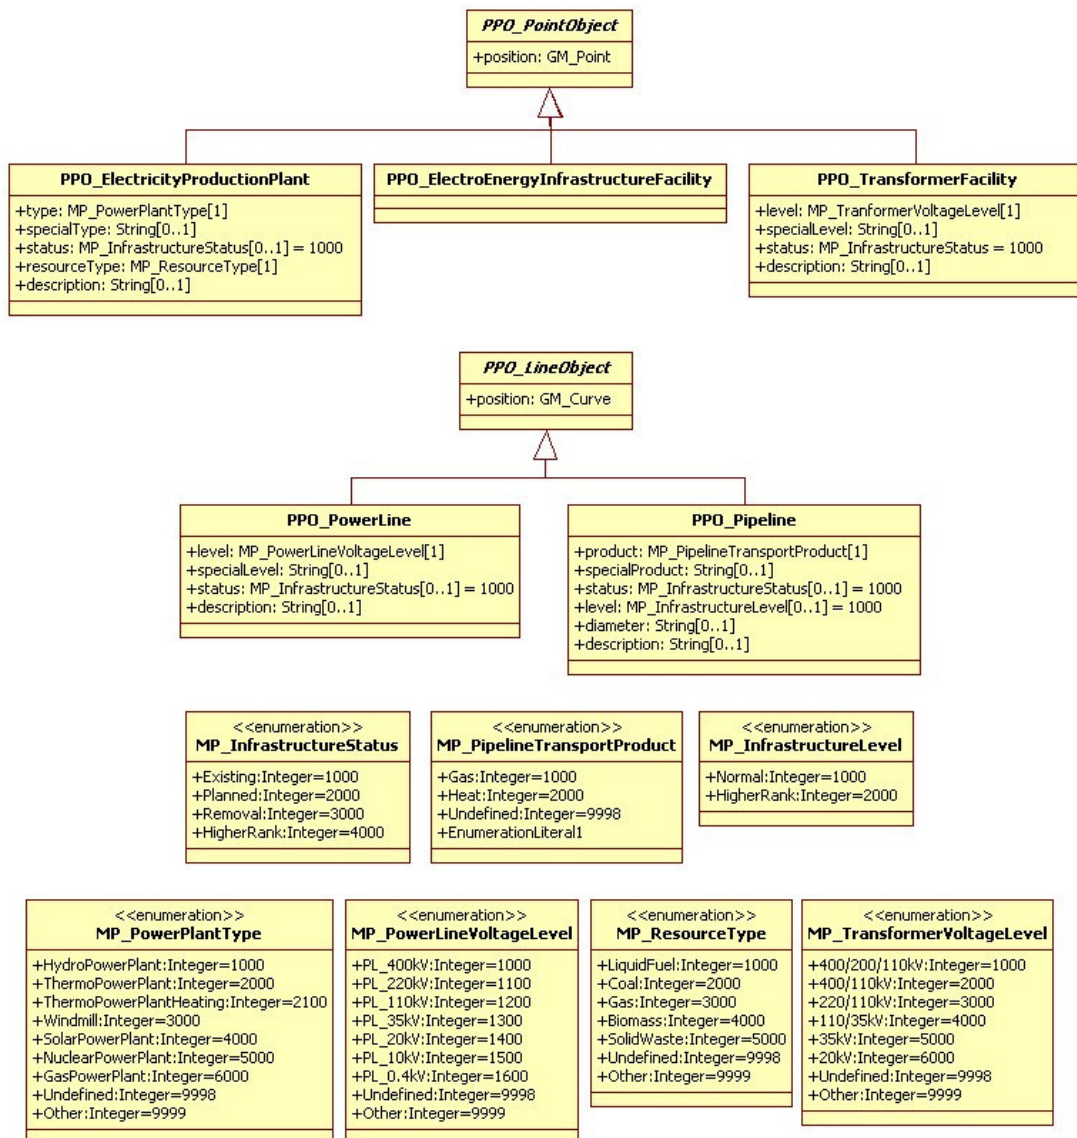 PPO_PointObject
+position: GM_Point
PPO_ElectricityProductionPlant
+type: MP_PowerPlantType[1]
+specialType: String[0..1]
+status: MP_InfrastructureStatus[0..1] = 1000
+resourceType: MP_ResourceType[1]
+description: String[0..1]
PPO_ElectroEnergyInfrastructureFacility
PPO_TransformerFacility
+level: MP_TranformerVoltageLevel[1]
+specialLevel: String[0..1]
+status: MP_InfrastructureStatus = 1000
+description: String[0..1]
PPO_LineObject
+position: GM_Curve
PPO_PowerLine
+level: MP_PowerLineVoltageLevel[1]
+specialLevel: String[0..1]
+status: MP_InfrastructureStatus[0..1] = 1000
+description: String[0..1]
PPO_Pipeline
+product: MP_PipelineTransportProduct[1]
+specialProduct: String[0..1]
+status: MP_InfrastructureStatus[0..1] = 1000
+level: MP_InfrastructureLevel[0..1] = 1000
+diameter: String[0..1]
+description: String[0..1]
<<enumeration>>
MP_InfrastructureStatus
+Existing:Integer=1000
+Planned:Integer=2000
+Removal:Integer=3000
+HigherRank:Integer=4000
<<enumeration>>
MP_PipelineTransportProduct
+Gas:Integer=1000
+Heat:Integer=2000
+Undefined:Integer=9998
+EnumerationLiteral1
<<enumeration>>
MP_InfrastructureLevel
+Normal:Integer=1000
+HigherRank:Integer=2000
<<enumeration>>
MP_PowerPlantType
+HydroPowerPlant:Integer=1000
+ThermoPowerPlant:Integer=2000
+ThermoPowerPlantHeating:Integer=2100
+Windmill:Integer=3000
+SolarPowerPlant:Integer=4000
+NuclearPowerPlant:Integer=5000
+GasPowerPlant:Integer=6000
+Undefined:Integer=9998
+Other:Integer=9999
<<enumeration>>
MP_PowerLineVoltageLevel
+PL_400kV:Integer=1000
+PL_220kV:Integer=1100
+PL_110kV:Integer=1200
+PL_35kV:Integer=1300
+PL_20kV:Integer=1400
+PL_10kV:Integer=1500
+PL_0.4kV:Integer=1600
+Undefined:Integer=9998
+Other:Integer=9999
<<enumeration>>
MP_ResourceType
+LiquidFuel:Integer=1000
+Coal:Integer=2000
+Gas:Integer=3000
+Biomass:Integer=4000
+SolidWaste:Integer=5000
+Undefined:Integer=9998
+Other:Integer=9999
<<enumeration>>
MP_TransformerVoltageLevel
+400/200/110kV:Integer=1000
+400/110kV:Integer=2000
+220/110kV:Integer=3000
+110/35kV:Integer=4000
+35kV:Integer=5000
+20kV:Integer=6000
+Undefined:Integer=9998
+Other:Integer=9999